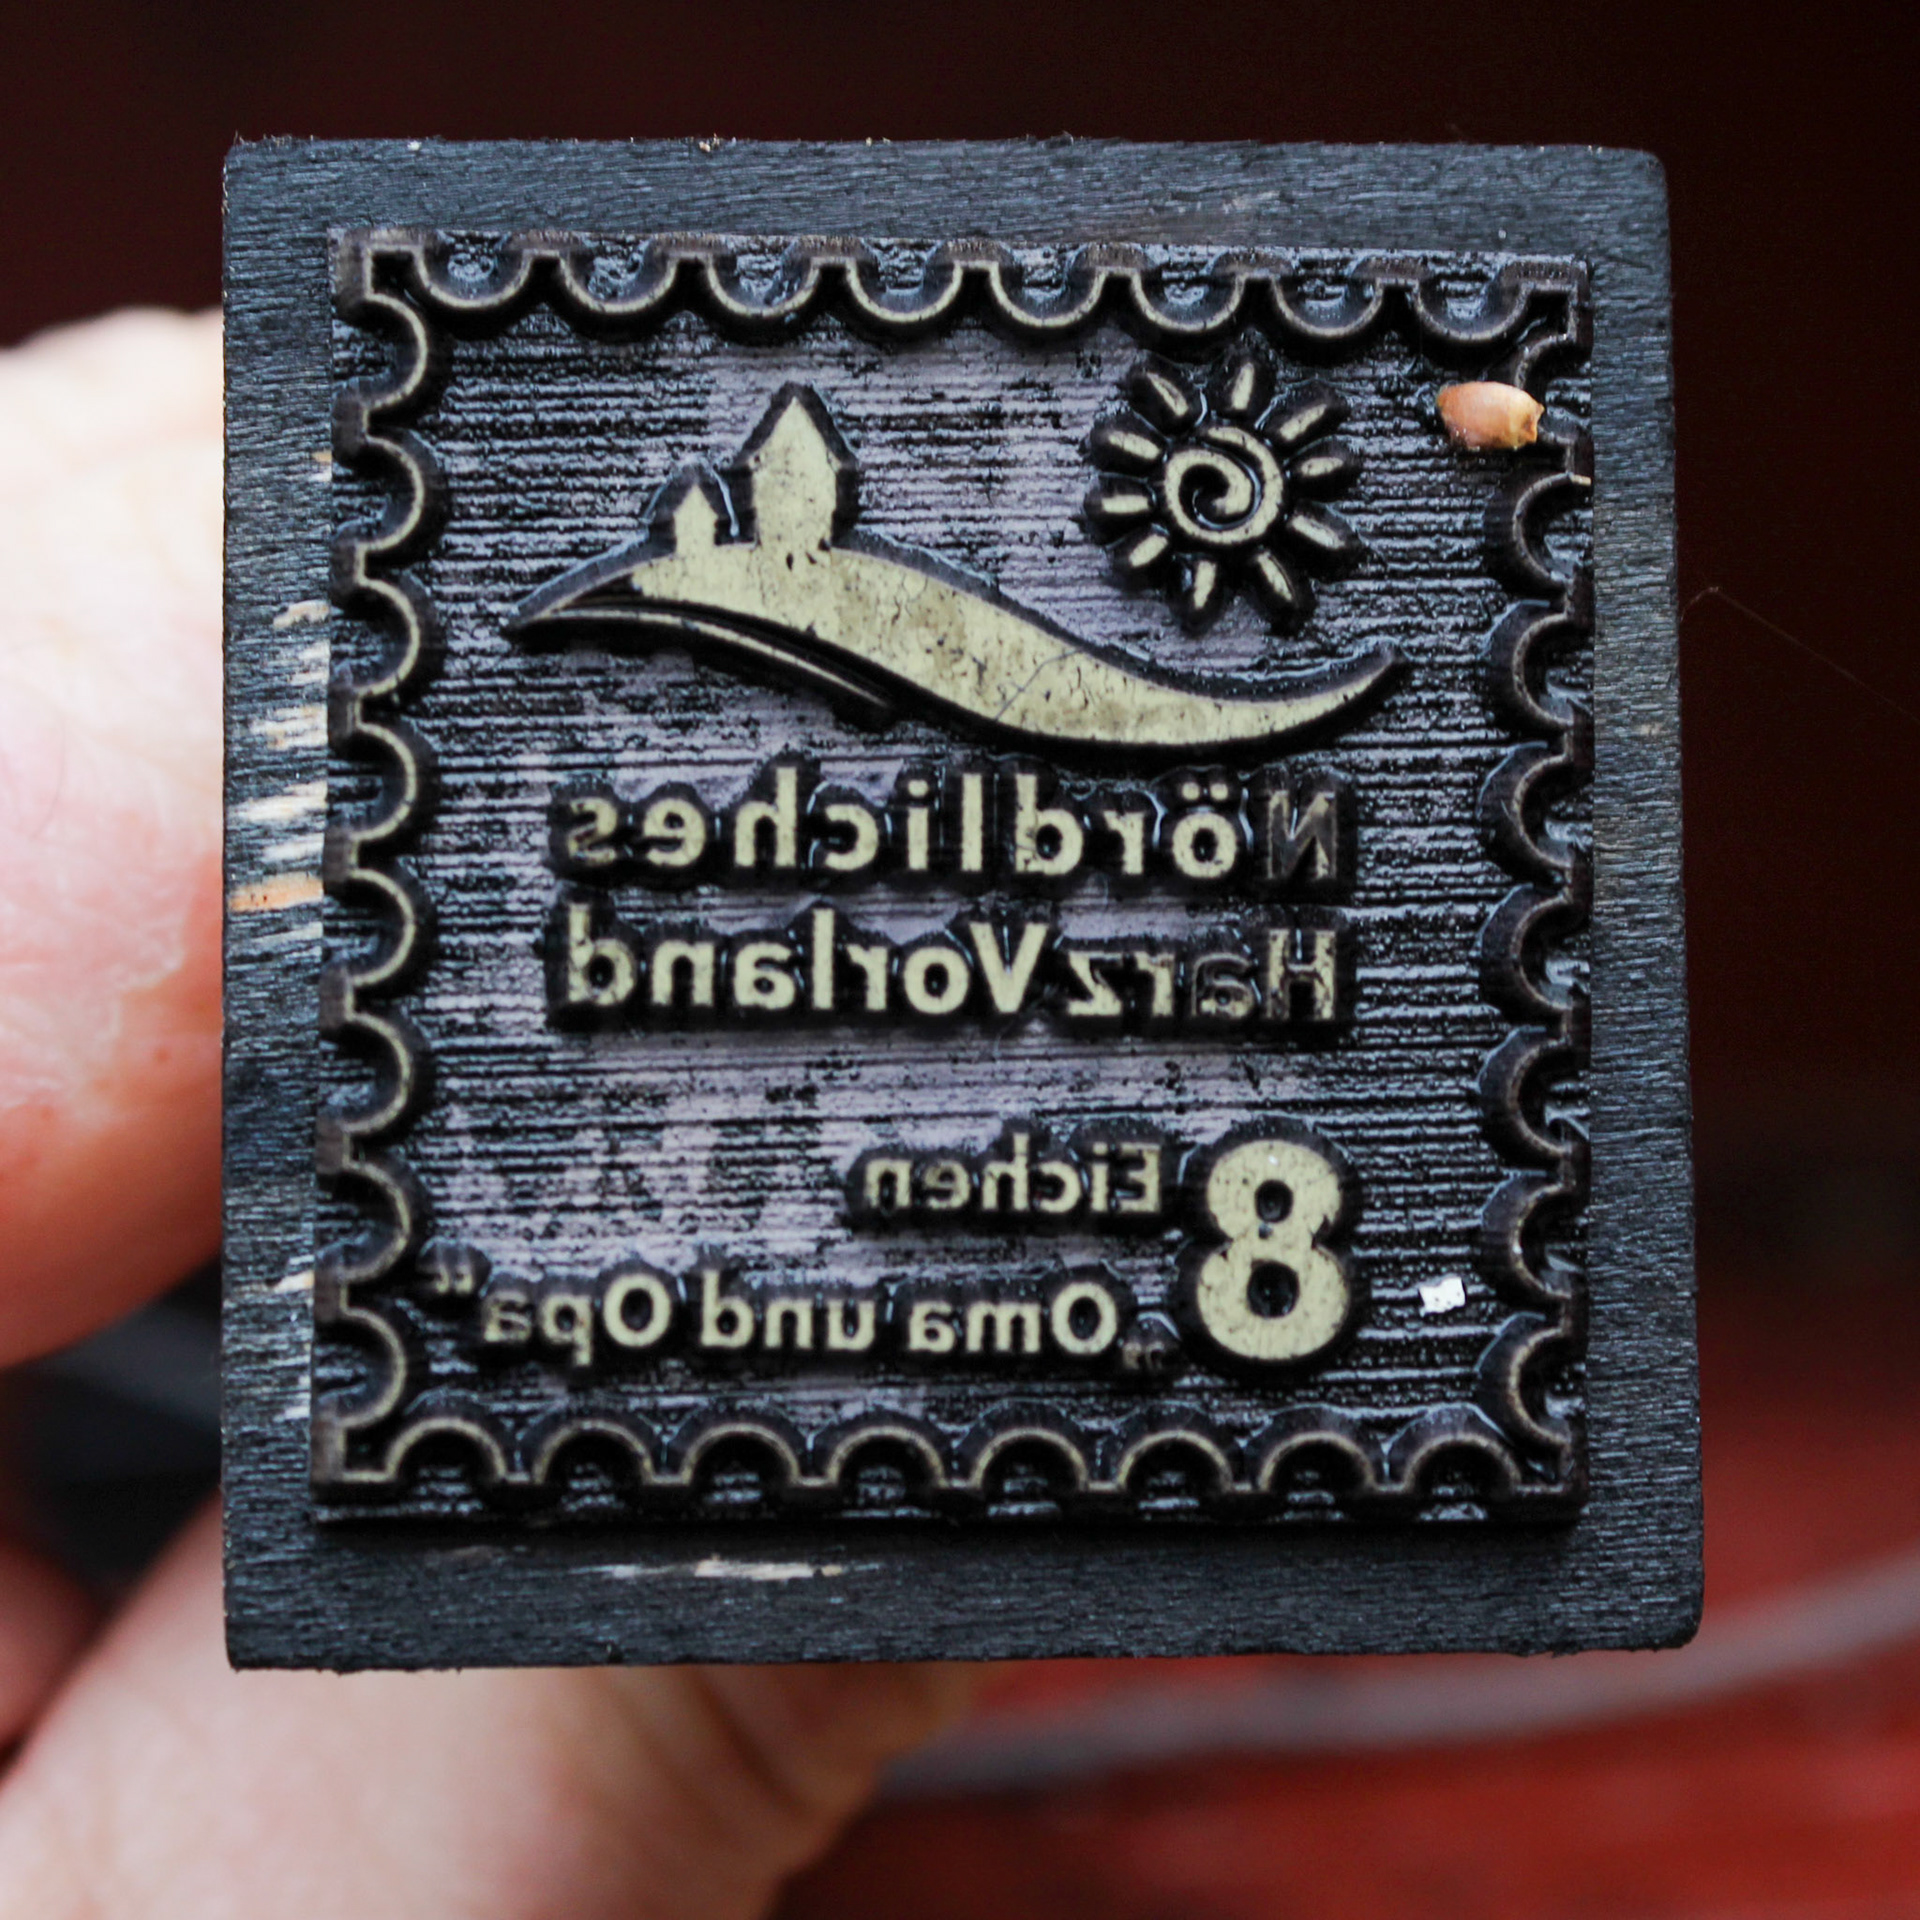 Nördliches
HarzVorland
8 Eichen
„Oma und Opa“